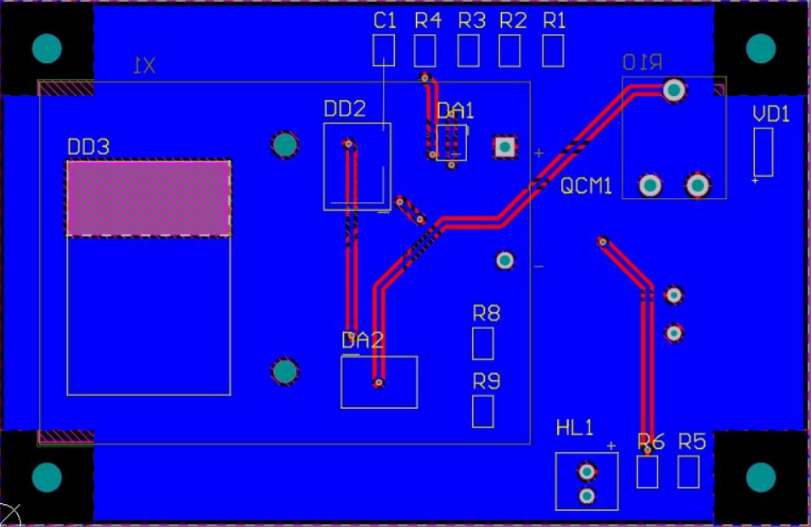 C1 R4 R3 R2 R1
X1
R10
DD2
DA1
VD1
DD3
+
+
QCM1
-
R8
DA2
R9
HL1
+
R6 R5